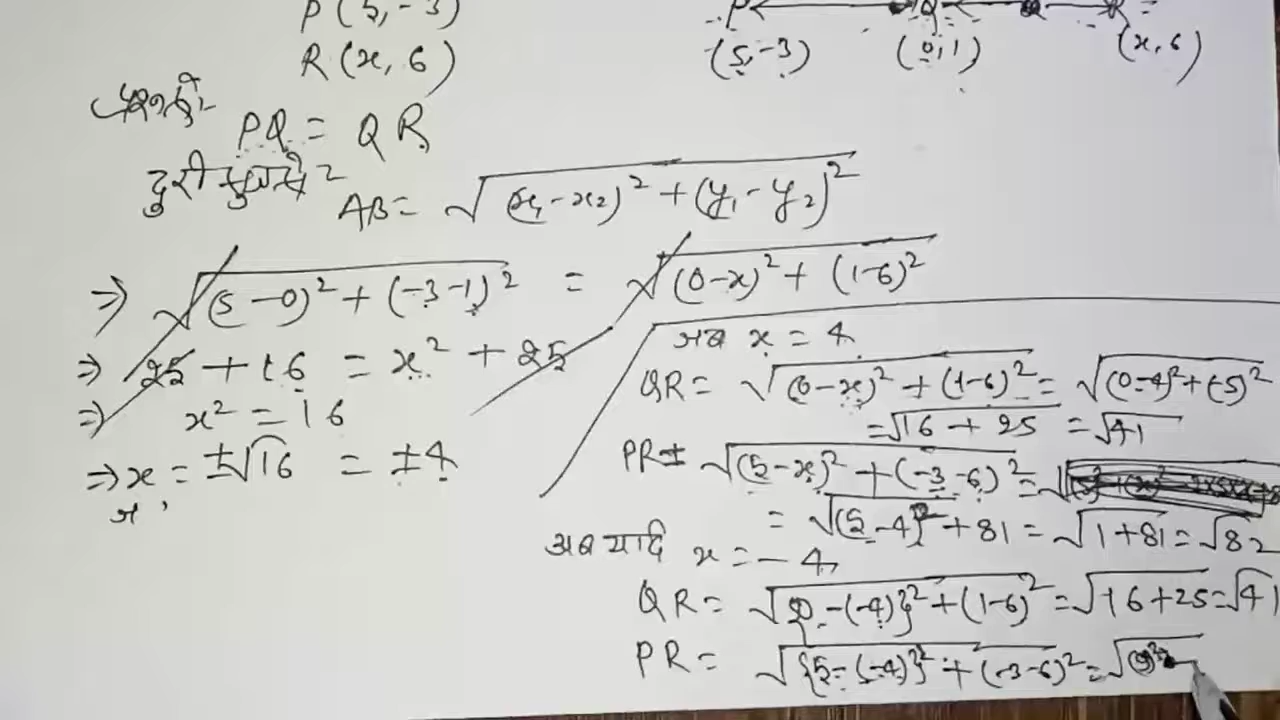 P(5,-3)
R(x,6)
P Q R
(5,-3) (0,1) (x,6)
PQ = QR
दुरी सुत्र से
AB = √(x₁-x₂)² + (y₁-y₂)²
⇒ √(5-0)² + (-3-1)² = √(0-x)² + (1-6)²
⇒ 25 + 16 = x² + 25
⇒ x² = 16
⇒ x = ±√16 = ±4
अब x = 4
QR = √(0-x)² + (1-6)² = √(0-4)² + (-5)²
= √16 + 25 = √41
PR = √(5-x)² + (-3-6)² =
= √(5-4)² + 81 = √1+81 = √82
अब यादि x = -4
QR = √{0-(-4)}² + (1-6)² = √16+25 = √41
PR = √{5-(-4)}² + (-3-6)² = √(9)²